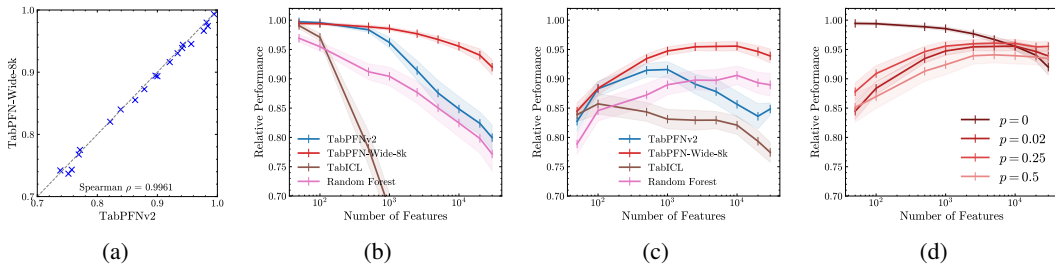 TabPFN-Wide-8k
1.0
0.9
0.8
0.7
0.7
0.8
0.9
1.0
Spearman ρ = 0.9961
TabPFNv2
(a)
Relative Performance
1.00
0.95
0.90
0.85
0.80
0.75
0.70
TabPFNv2
TabPFN-Wide-8k
TabICL
Random Forest
10²
10³
10⁴
Number of Features
(b)
Relative Performance
1.00
0.95
0.90
0.85
0.80
0.75
0.70
TabPFNv2
TabPFN-Wide-8k
TabICL
Random Forest
10²
10³
10⁴
Number of Features
(c)
Relative Performance
1.00
0.95
0.90
0.85
0.80
0.75
0.70
p = 0
p = 0.02
p = 0.25
p = 0.5
10²
10³
10⁴
Number of Features
(d)